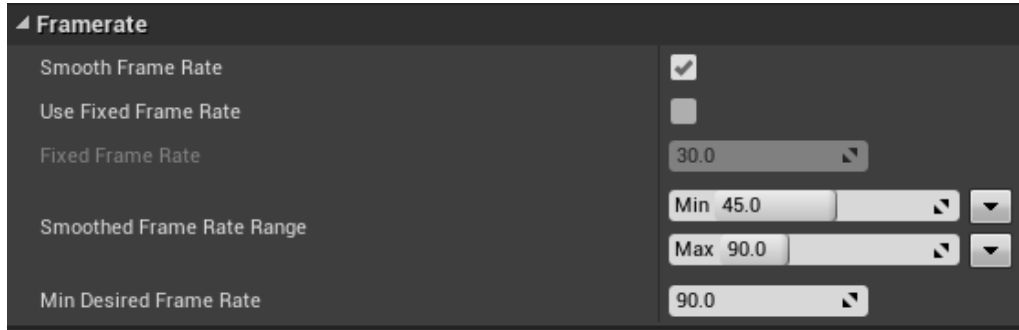 Framerate
Smooth Frame Rate
Use Fixed Frame Rate
Fixed Frame Rate 30.0
Smoothed Frame Rate Range Min 45.0
Max 90.0
Min Desired Frame Rate 90.0